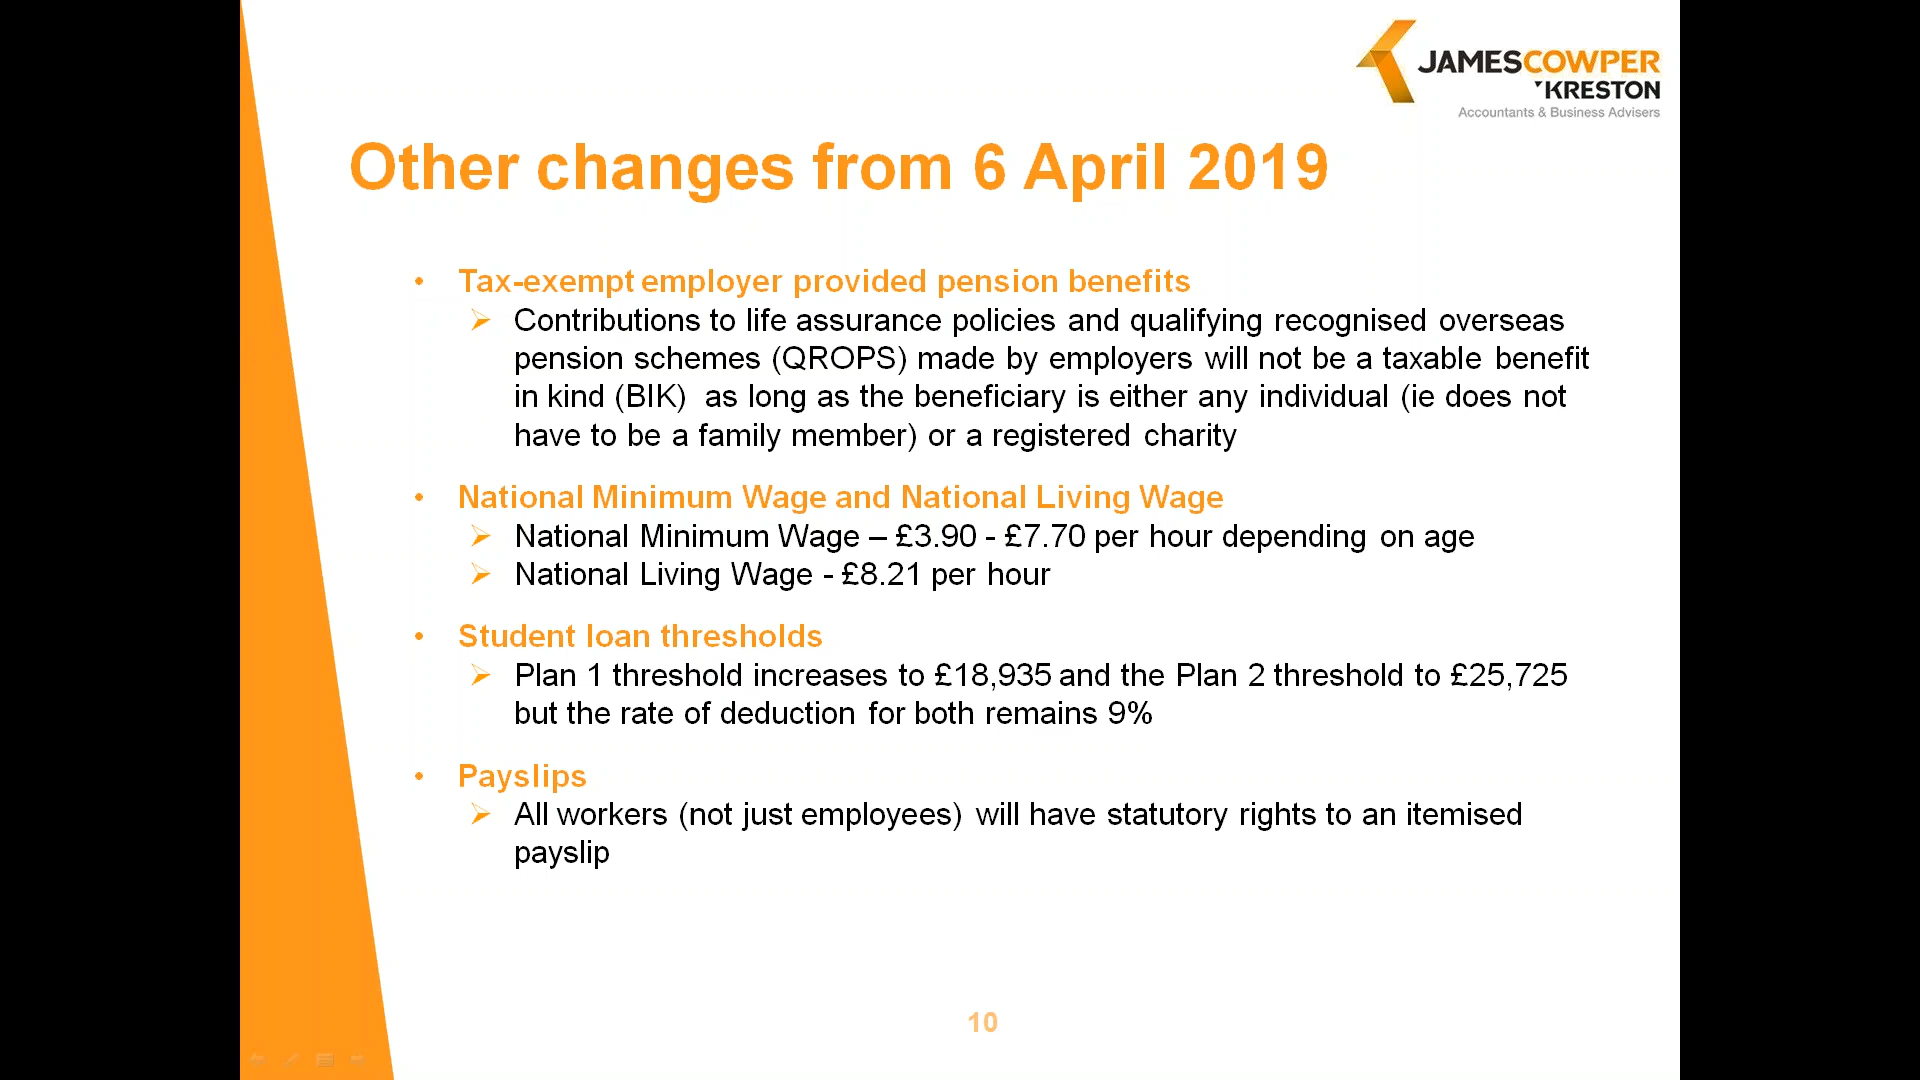 JAMESCOWPER
KRESTON
Accountants & Business Advisers
Other changes from 6 April 2019
• Tax-exempt employer provided pension benefits
➢ Contributions to life assurance policies and qualifying recognised overseas
pension schemes (QROPS) made by employers will not be a taxable benefit
in kind (BIK) as long as the beneficiary is either any individual (ie does not
have to be a family member) or a registered charity
• National Minimum Wage and National Living Wage
➢ National Minimum Wage – £3.90 - £7.70 per hour depending on age
➢ National Living Wage - £8.21 per hour
• Student loan thresholds
➢ Plan 1 threshold increases to £18,935 and the Plan 2 threshold to £25,725
but the rate of deduction for both remains 9%
• Payslips
➢ All workers (not just employees) will have statutory rights to an itemised
payslip
10